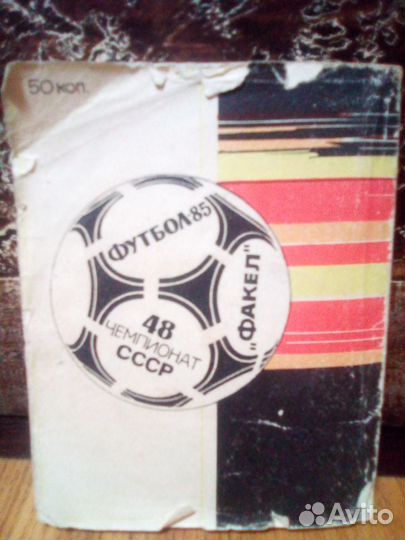 50 коп.
ФУТБОЛ·85
„ФАКЕЛ"
48
ЧЕМПИОНАТ
СССР
Avito